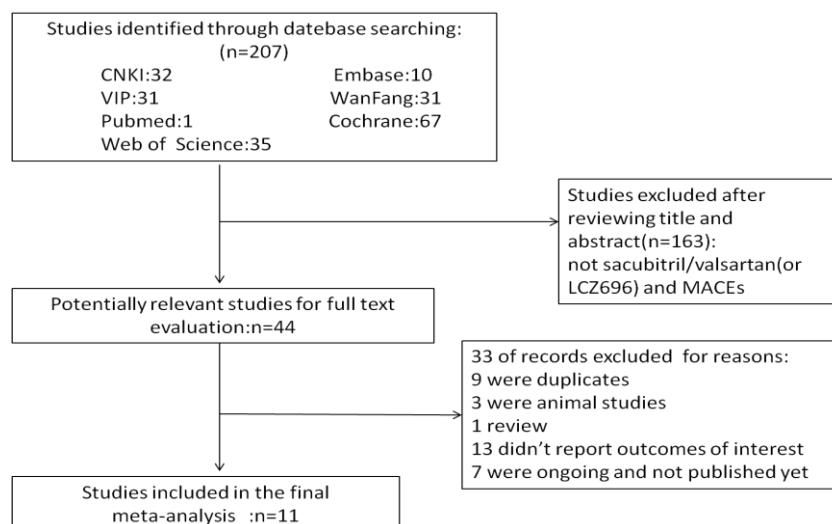 Studies identified through datebase searching:
(n=207)
CNKI:32 Embase:10
VIP:31 WanFang:31
Pubmed:1 Cochrane:67
Web of Science:35
Studies excluded after
reviewing title and
abstract(n=163):
not sacubitril/valsartan(or
LCZ696) and MACEs
Potentially relevant studies for full text
evaluation:n=44
33 of records excluded for reasons:
9 were duplicates
3 were animal studies
1 review
13 didn't report outcomes of interest
7 were ongoing and not published yet
Studies included in the final
meta-analysis :n=11